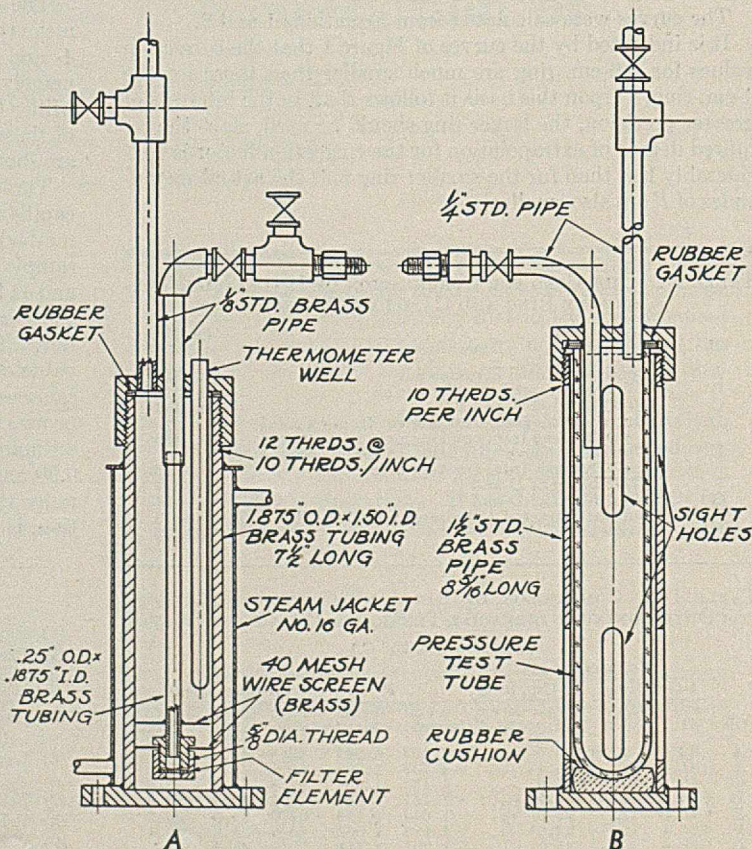 1/4" STD. PIPE
RUBBER
GASKET
RUBBER
GASKET
1/8" STD. BRASS
PIPE
THERMOMETER
WELL
10 THRDS.
PER INCH
12 THRDS. @
10 THRDS./INCH
1.875" O.D. x 1.50" I.D.
BRASS TUBING
7 1/2" LONG
1 1/2" STD.
BRASS
PIPE
8 5/16" LONG
SIGHT
HOLES
STEAM JACKET
NO. 16 GA.
PRESSURE
TEST
TUBE
.25" O.D. x
.1875" I.D.
BRASS
TUBING
40 MESH
WIRE SCREEN
(BRASS)
5/8" DIA. THREAD
FILTER
ELEMENT
RUBBER
CUSHION
A
B